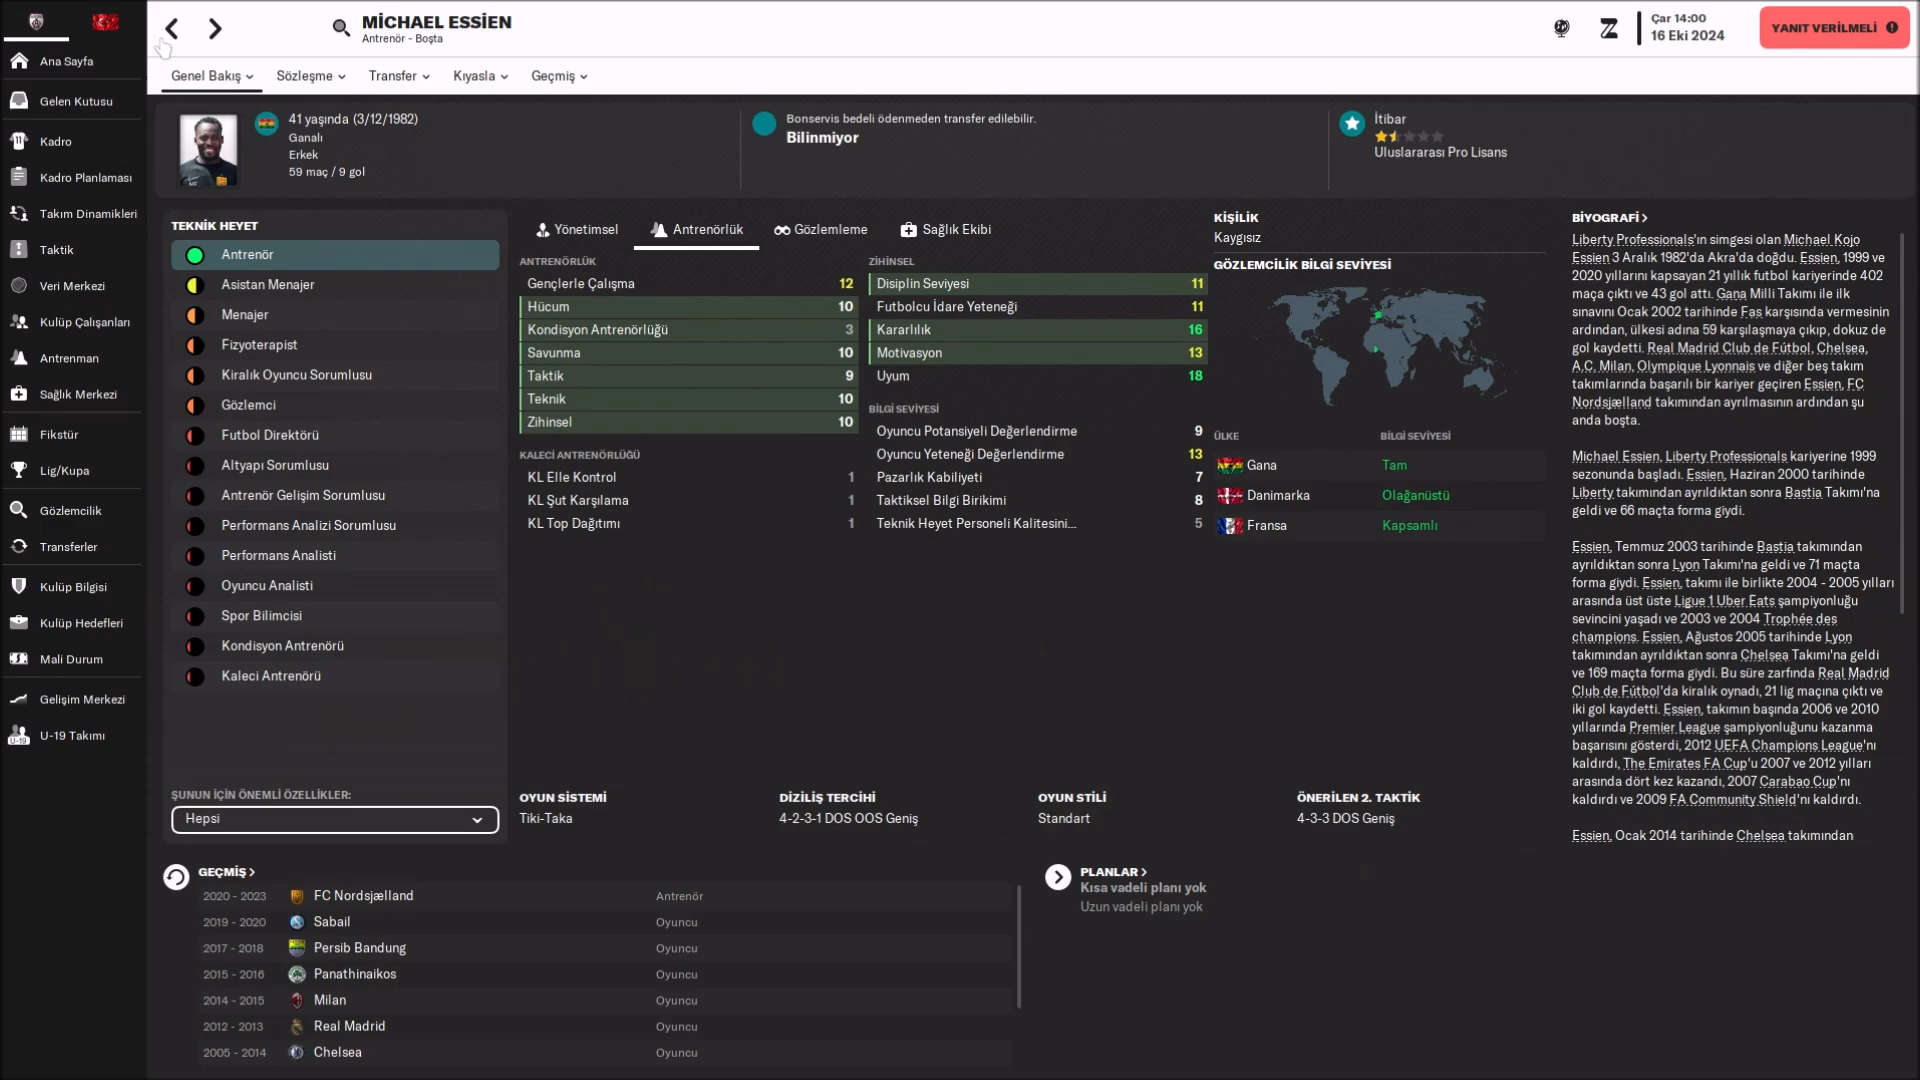 MİCHAEL ESSİEN
Antrenör - Boşta
Çar 14:00
16 Eki 2024
YANIT VERİLMELİ
Ana Sayfa
Gelen Kutusu
Kadro
Kadro Planlaması
Takım Dinamikleri
Taktik
Veri Merkezi
Kulüp Çalışanları
Antrenman
Sağlık Merkezi
Fikstür
Lig/Kupa
Gözlemcilik
Transferler
Kulüp Bilgisi
Kulüp Hedefleri
Mali Durum
Gelişim Merkezi
U-19 Takımı
Genel Bakış
Sözleşme
Transfer
Kıyasla
Geçmiş
41 yaşında (3/12/1982)
Ganalı
Erkek
59 maç / 9 gol
Bonservis bedeli ödenmeden transfer edilebilir.
Bilinmiyor
İtibar
Uluslararası Pro Lisans
TEKNİK HEYET
Antrenör
Asistan Menajer
Menajer
Fizyoterapist
Kiralık Oyuncu Sorumlusu
Gözlemci
Futbol Direktörü
Altyapı Sorumlusu
Antrenör Gelişim Sorumlusu
Performans Analizi Sorumlusu
Performans Analisti
Oyuncu Analisti
Spor Bilimcisi
Kondisyon Antrenörü
Kaleci Antrenörü
ŞUNUN İÇİN ÖNEMLİ ÖZELLİKLER:
Hepsi
Yönetimsel
Antrenörlük
Gözlemleme
Sağlık Ekibi
ANTRENÖRLÜK
Gençlerle Çalışma 12
Hücum 10
Kondisyon Antrenörlüğü 3
Savunma 10
Taktik 9
Teknik 10
Zihinsel 10
KALECİ ANTRENÖRLÜĞÜ
KL Elle Kontrol 1
KL Şut Karşılama 1
KL Top Dağıtımı 1
ZİHİNSEL
Disiplin Seviyesi 11
Futbolcu İdare Yeteneği 11
Kararlılık 16
Motivasyon 13
Uyum 18
BİLGİ SEVİYESİ
Oyuncu Potansiyeli Değerlendirme 9
Oyuncu Yeteneği Değerlendirme 13
Pazarlık Kabiliyeti 7
Taktiksel Bilgi Birikimi 8
Teknik Heyet Personeli Kalitesini... 5
KİŞİLİK
Kaygısız
GÖZLEMCİLİK BİLGİ SEVİYESİ
ÜLKE BİLGİ SEVİYESİ
Gana Tam
Danimarka Olağanüstü
Fransa Kapsamlı
OYUN SİSTEMİ
Tiki-Taka
DİZİLİŞ TERCİHİ
4-2-3-1 DOS OOS Geniş
OYUN STİLİ
Standart
ÖNERİLEN 2. TAKTİK
4-3-3 DOS Geniş
BİYOGRAFİ
Liberty Professionals'ın simgesi olan Michael Kojo
Essien 3 Aralık 1982'da Akra'da doğdu. Essien, 1999 ve
2020 yıllarını kapsayan 21 yıllık futbol kariyerinde 402
maça çıktı ve 43 gol attı. Gana Milli Takımı ile ilk
sınavını Ocak 2002 tarihinde Fas karşısında vermesinin
ardından, ülkesi adına 59 karşılaşmaya çıkıp, dokuz de
gol kaydetti. Real Madrid Club de Fútbol, Chelsea,
A.C. Milan, Olympique Lyonnais ve diğer beş takım
takımlarında başarılı bir kariyer geçiren Essien, FC
Nordsjælland takımından ayrılmasının ardından şu
anda boşta.
Michael Essien, Liberty Professionals kariyerine 1999
sezonunda başladı. Essien, Haziran 2000 tarihinde
Liberty takımından ayrıldıktan sonra Bastia Takımı'na
geldi ve 66 maçta forma giydi.
Essien, Temmuz 2003 tarihinde Bastia takımından
ayrıldıktan sonra Lyon Takımı'na geldi ve 71 maçta
forma giydi. Essien, takımı ile birlikte 2004 - 2005 yılları
arasında üst üste Ligue 1 Uber Eats şampiyonluğu
sevincini yaşadı ve 2003 ve 2004 Trophée des
champions. Essien, Ağustos 2005 tarihinde Lyon
takımından ayrıldıktan sonra Chelsea Takımı'na geldi
ve 169 maçta forma giydi. Bu süre zarfında Real Madrid
Club de Fútbol'da kiralık oynadı, 21 lig maçına çıktı ve
iki gol kaydetti. Essien, takımın başında 2006 ve 2010
yıllarında Premier League şampiyonluğunu kazanma
başarısını gösterdi, 2012 UEFA Champions League'nı
kaldırdı, The Emirates FA Cup'u 2007 ve 2012 yılları
arasında dört kez kazandı, 2007 Carabao Cup'nı
kaldırdı ve 2009 FA Community Shield'nı kaldırdı.
Essien, Ocak 2014 tarihinde Chelsea takımından
GEÇMİŞ
2020 - 2023 FC Nordsjælland Antrenör
2019 - 2020 Sabail Oyuncu
2017 - 2018 Persib Bandung Oyuncu
2015 - 2016 Panathinaikos Oyuncu
2014 - 2015 Milan Oyuncu
2012 - 2013 Real Madrid Oyuncu
2005 - 2014 Chelsea Oyuncu
PLANLAR
Kısa vadeli planı yok
Uzun vadeli planı yok